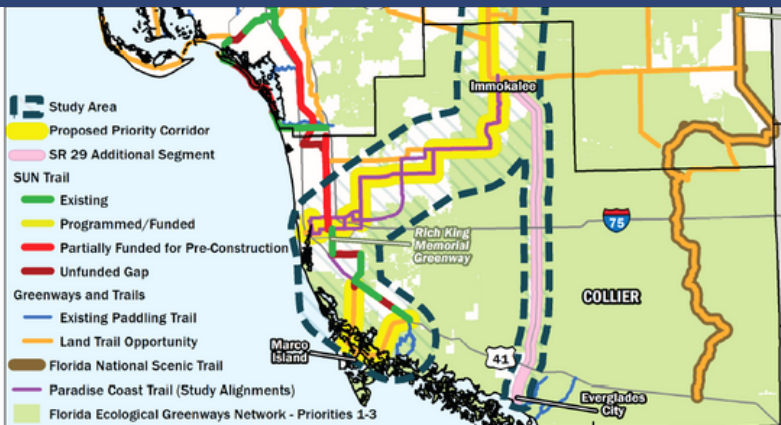 Study Area
Proposed Priority Corridor
SR 29 Additional Segment
SUN Trail
Existing
Programmed/Funded
Partially Funded for Pre-Construction
Unfunded Gap
Greenways and Trails
Existing Paddling Trail
Land Trail Opportunity
Florida National Scenic Trail
Paradise Coast Trail (Study Alignments)
Florida Ecological Greenways Network - Priorities 1-3
Immokalee
Rich King
Memorial
Greenway
75
COLLIER
Marco
Island
41
Everglades
City